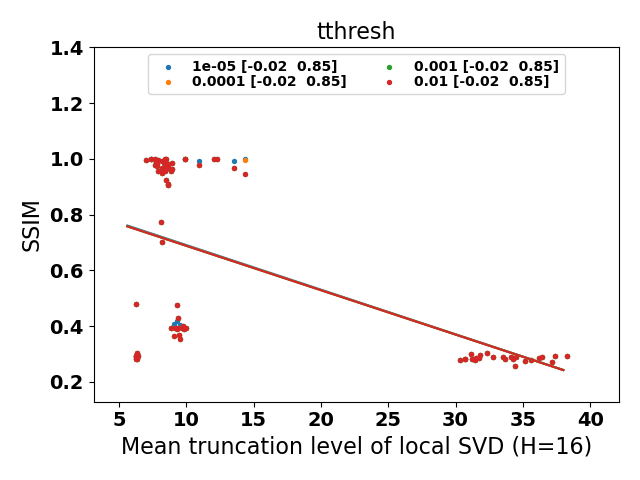 tthresh
1e-05 [-0.02  0.85]
0.0001 [-0.02  0.85]
0.001 [-0.02  0.85]
0.01 [-0.02  0.85]
SSIM
1.4
1.2
1.0
0.8
0.6
0.4
0.2
5 10 15 20 25 30 35 40
Mean truncation level of local SVD (H=16)